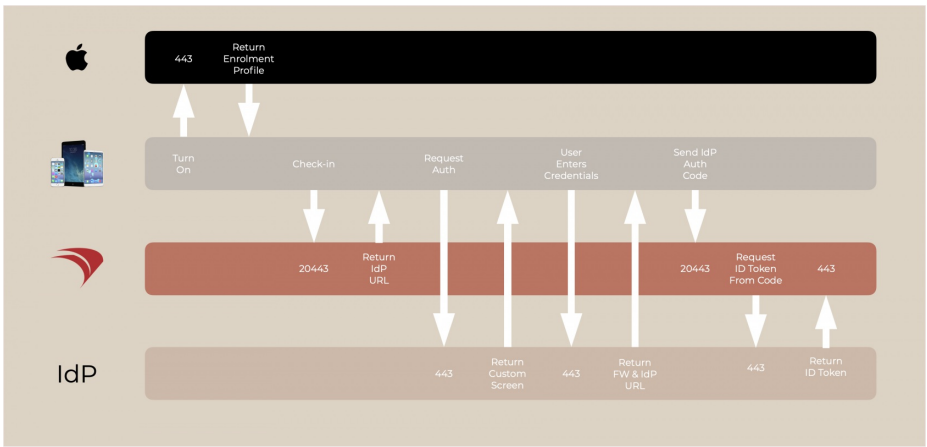 443
Return
Enrolment
Profile
Turn
On
Check-in
Request
Auth
User
Enters
Credentials
Send IdP
Auth
Code
20443
Return
IdP
URL
20443
Request
ID Token
From Code
443
IdP
443
Return
Custom
Screen
443
Return
FW & IdP
URL
443
Return
ID Token